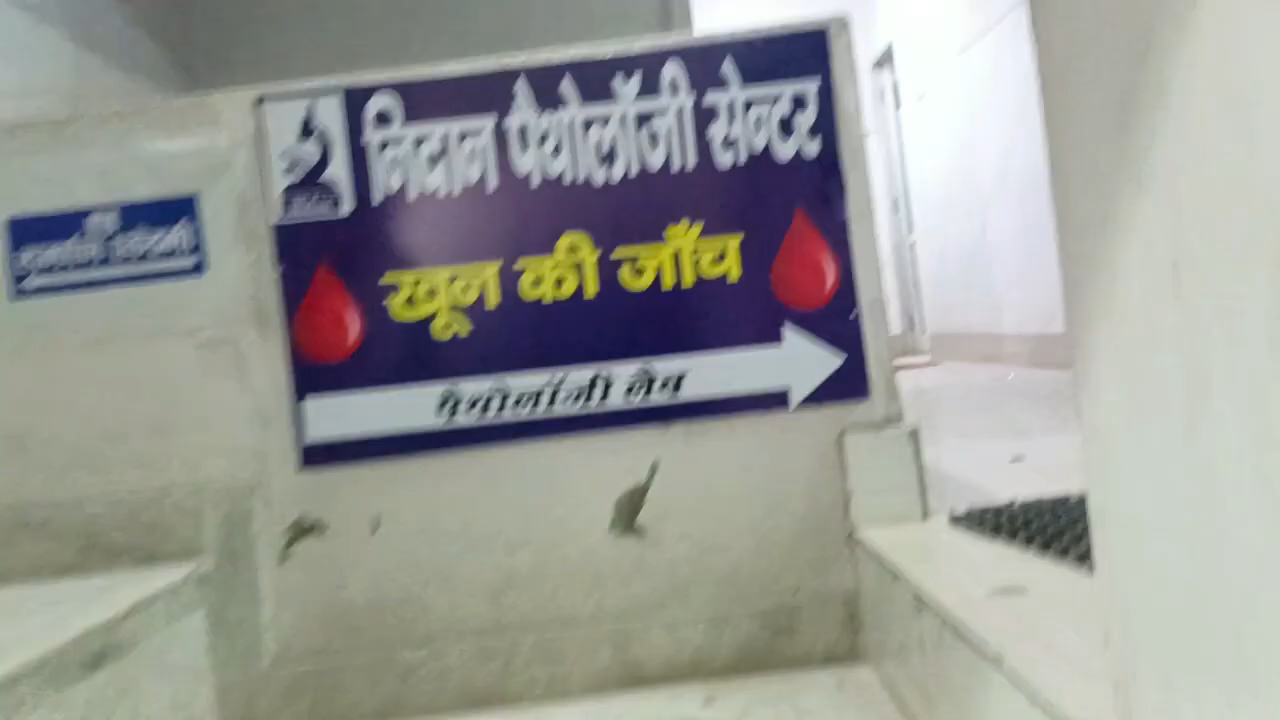 निदान पैथोलॉजी सेन्टर
खून की जाँच
पैथोलॉजी लैब